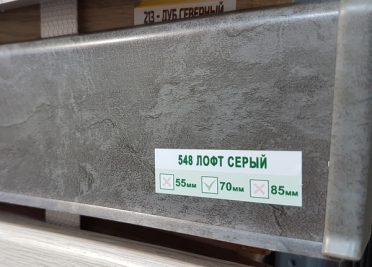 213 - ДУБ СЕВЕРНЫЙ
548 ЛОФТ СЕРЫЙ
55мм 70мм 85мм